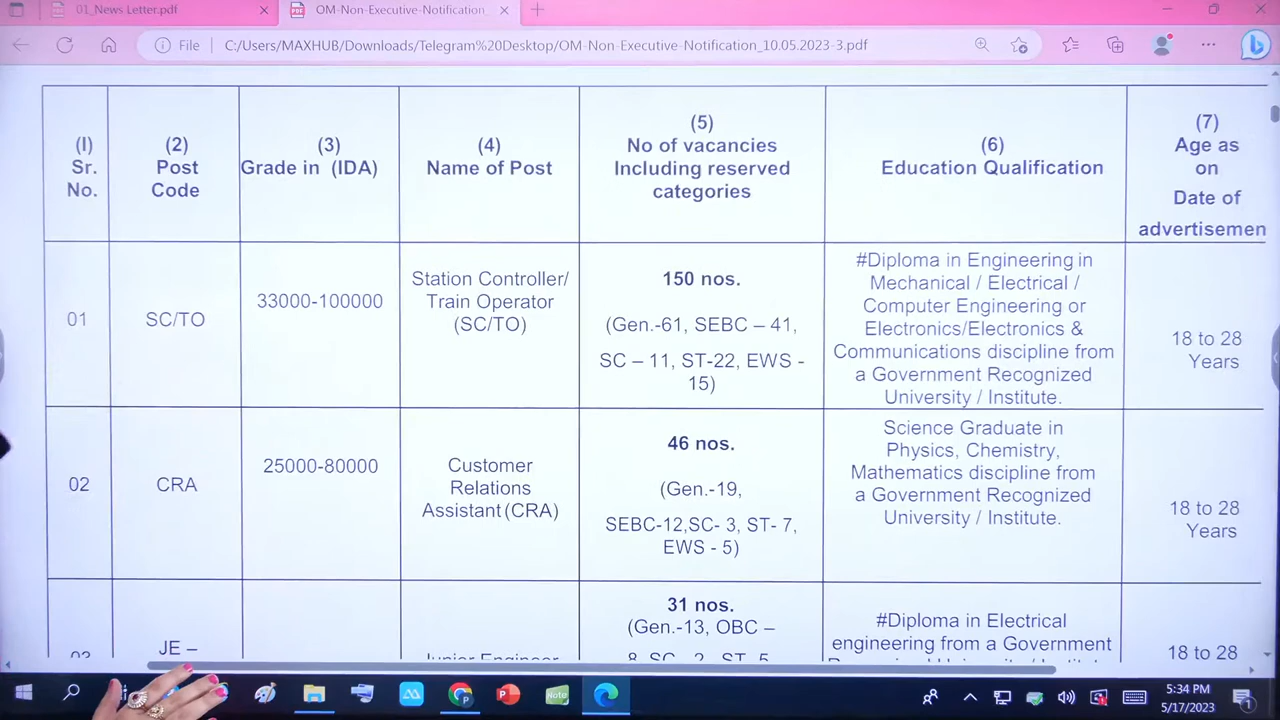 01_News Letter.pdf
OM-Non-Executive-Notification_
File
C:/Users/MAXHUB/Downloads/Telegram%20Desktop/OM-Non-Executive-Notification_10.05.2023-3.pdf
(I)
Sr.
No.
(2)
Post
Code
(3)
Grade in (IDA)
(4)
Name of Post
(5)
No of vacancies
Including reserved
categories
(6)
Education Qualification
(7)
Age as
on
Date of
advertisemen
01
SC/TO
33000-100000
Station Controller/
Train Operator
(SC/TO)
150 nos.
(Gen.-61, SEBC – 41,
SC – 11, ST-22, EWS -
15)
#Diploma in Engineering in
Mechanical / Electrical /
Computer Engineering or
Electronics/Electronics &
Communications discipline from
a Government Recognized
University / Institute.
18 to 28
Years
02
CRA
25000-80000
Customer
Relations
Assistant (CRA)
46 nos.
(Gen.-19,
SEBC-12,SC- 3, ST- 7,
EWS - 5)
Science Graduate in
Physics, Chemistry,
Mathematics discipline from
a Government Recognized
University / Institute.
18 to 28
Years
JE –
31 nos.
(Gen.-13, OBC –
8, SC – 2, ST- 5
#Diploma in Electrical
engineering from a Government
18 to 28
Note
5:34 PM
5/17/2023
1